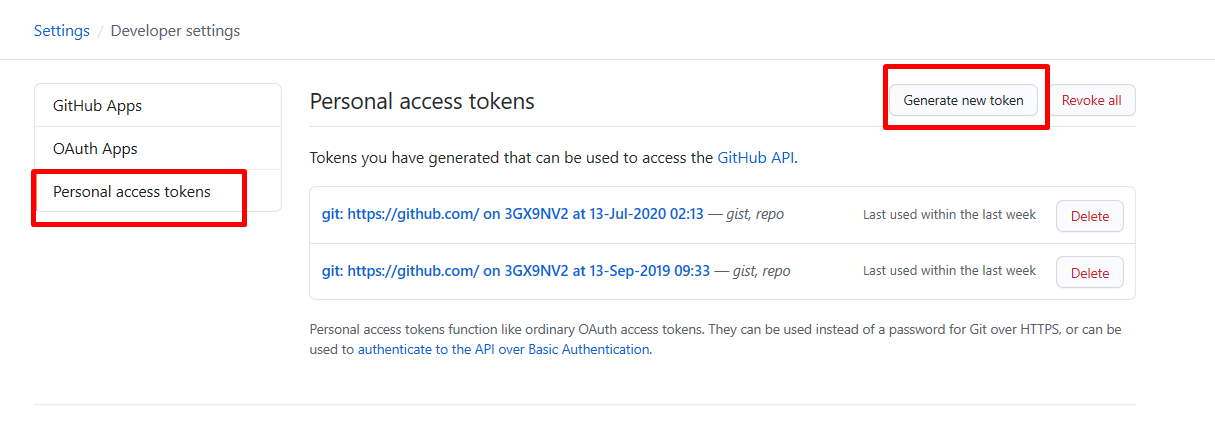 Settings / Developer settings
GitHub Apps
OAuth Apps
Personal access tokens
Personal access tokens
Generate new token
Revoke all
Tokens you have generated that can be used to access the GitHub API.
git: https://github.com/ on 3GX9NV2 at 13-Jul-2020 02:13 — gist, repo
Last used within the last week
Delete
git: https://github.com/ on 3GX9NV2 at 13-Sep-2019 09:33 — gist, repo
Last used within the last week
Delete
Personal access tokens function like ordinary OAuth access tokens. They can be used instead of a password for Git over HTTPS, or can be
used to authenticate to the API over Basic Authentication.